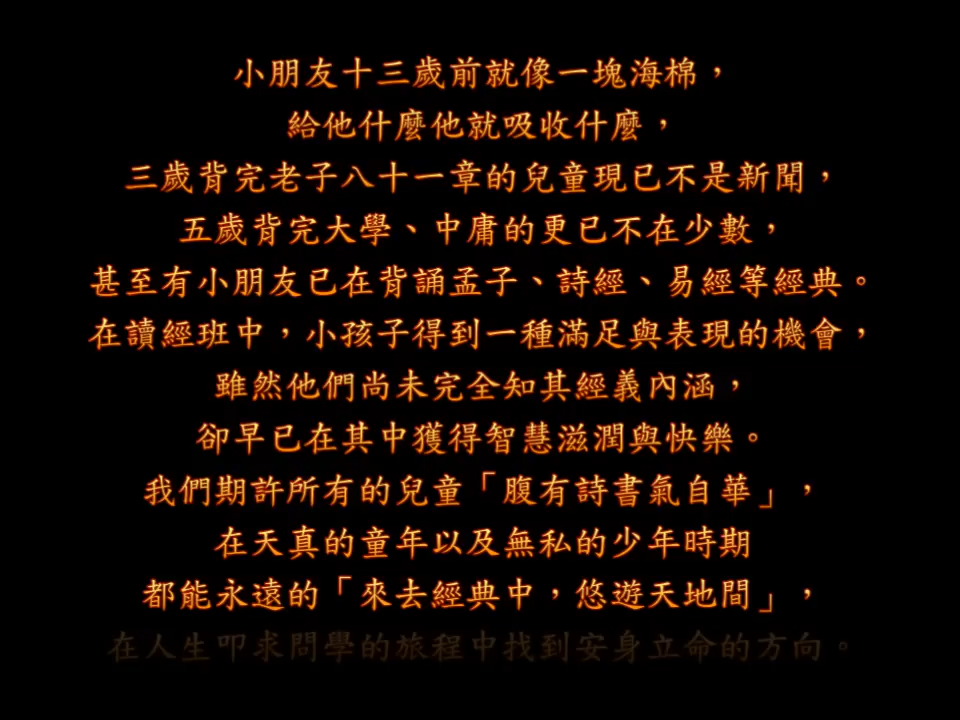 小朋友十三歲前就像一塊海棉，
給他什麼他就吸收什麼，
三歲背完老子八十一章的兒童現已不是新聞，
五歲背完大學、中庸的更已不在少數，
甚至有小朋友已在背誦孟子、詩經、易經等經典。
在讀經班中，小孩子得到一種滿足與表現的機會，
雖然他們尚未完全知其經義內涵，
卻早已在其中獲得智慧滋潤與快樂。
我們期許所有的兒童「腹有詩書氣自華」，
在天真的童年以及無私的少年時期
都能永遠的「來去經典中，悠遊天地間」，
在人生叩求問學的旅程中找到安身立命的方向。